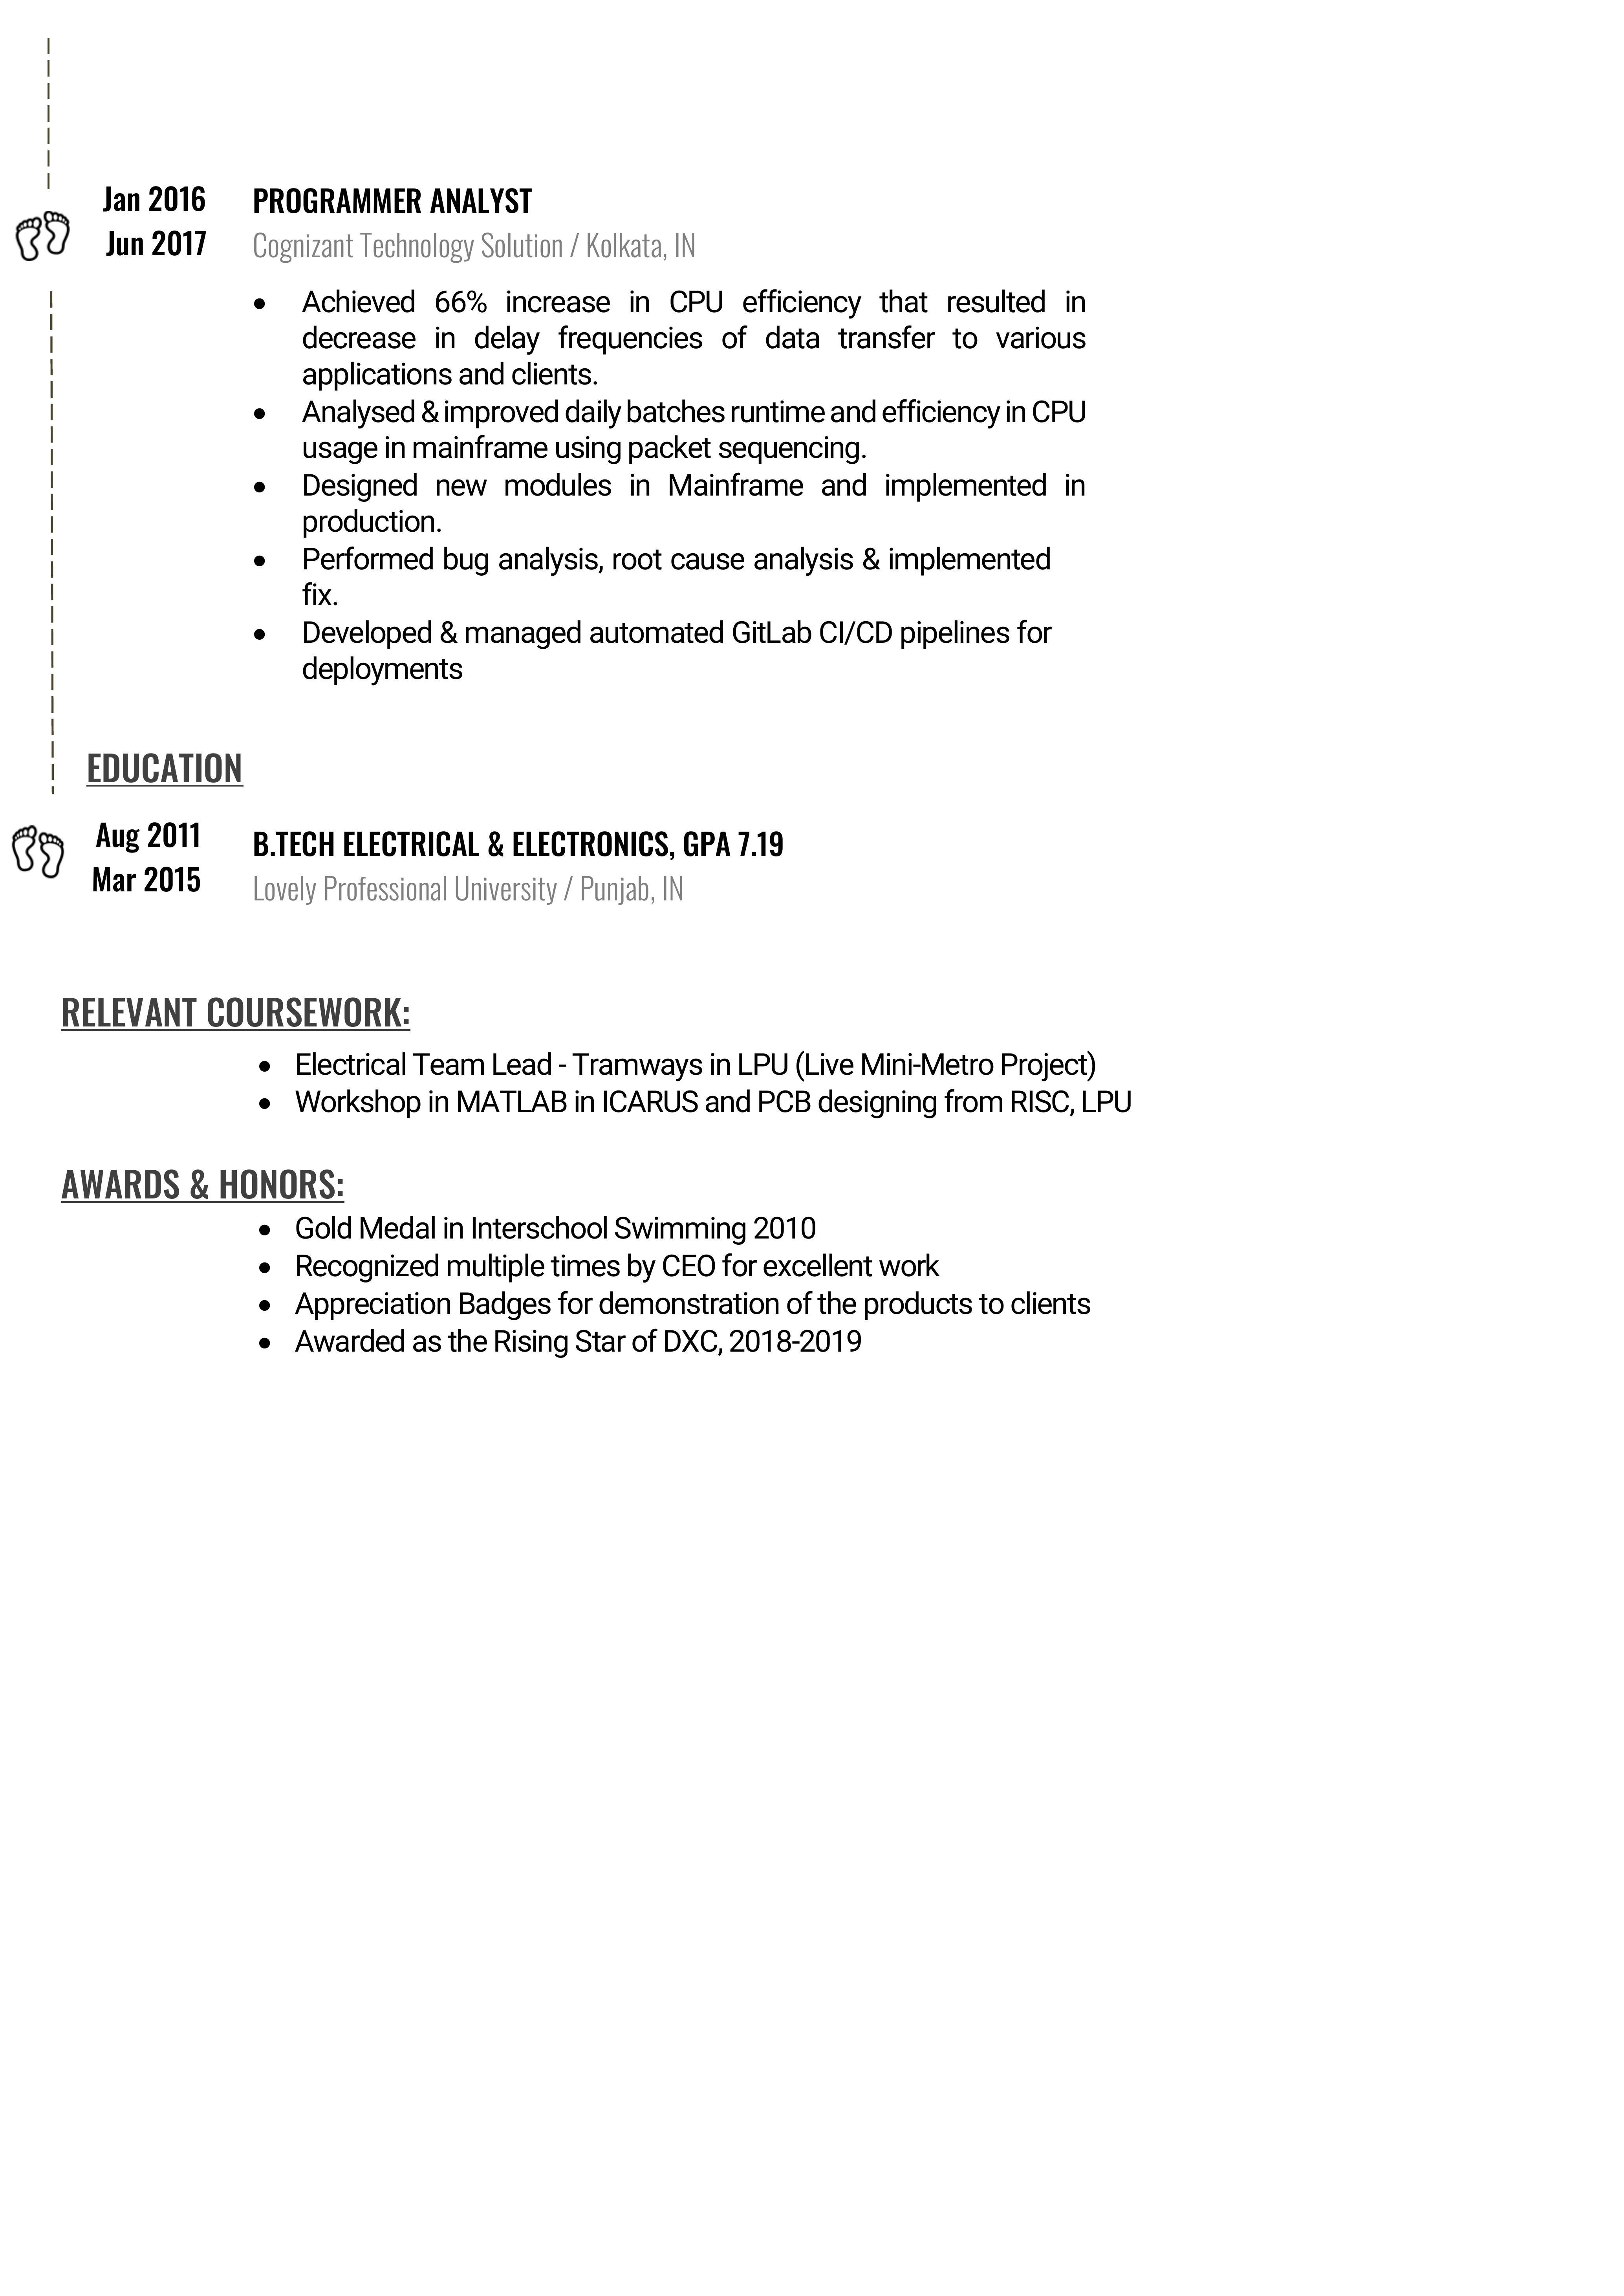 Jan 2016
Jun 2017
PROGRAMMER ANALYST
Cognizant Technology Solution / Kolkata, IN
● Achieved 66% increase in CPU efficiency that resulted in
decrease in delay frequencies of data transfer to various
applications and clients.
● Analysed & improved daily batches runtime and efficiency in CPU
usage in mainframe using packet sequencing.
● Designed new modules in Mainframe and implemented in
production.
● Performed bug analysis, root cause analysis & implemented
fix.
● Developed & managed automated GitLab CI/CD pipelines for
deployments
EDUCATION
Aug 2011
Mar 2015
B.TECH ELECTRICAL & ELECTRONICS, GPA 7.19
Lovely Professional University / Punjab, IN
RELEVANT COURSEWORK:
● Electrical Team Lead - Tramways in LPU (Live Mini-Metro Project)
● Workshop in MATLAB in ICARUS and PCB designing from RISC, LPU
AWARDS & HONORS:
● Gold Medal in Interschool Swimming 2010
● Recognized multiple times by CEO for excellent work
● Appreciation Badges for demonstration of the products to clients
● Awarded as the Rising Star of DXC, 2018-2019